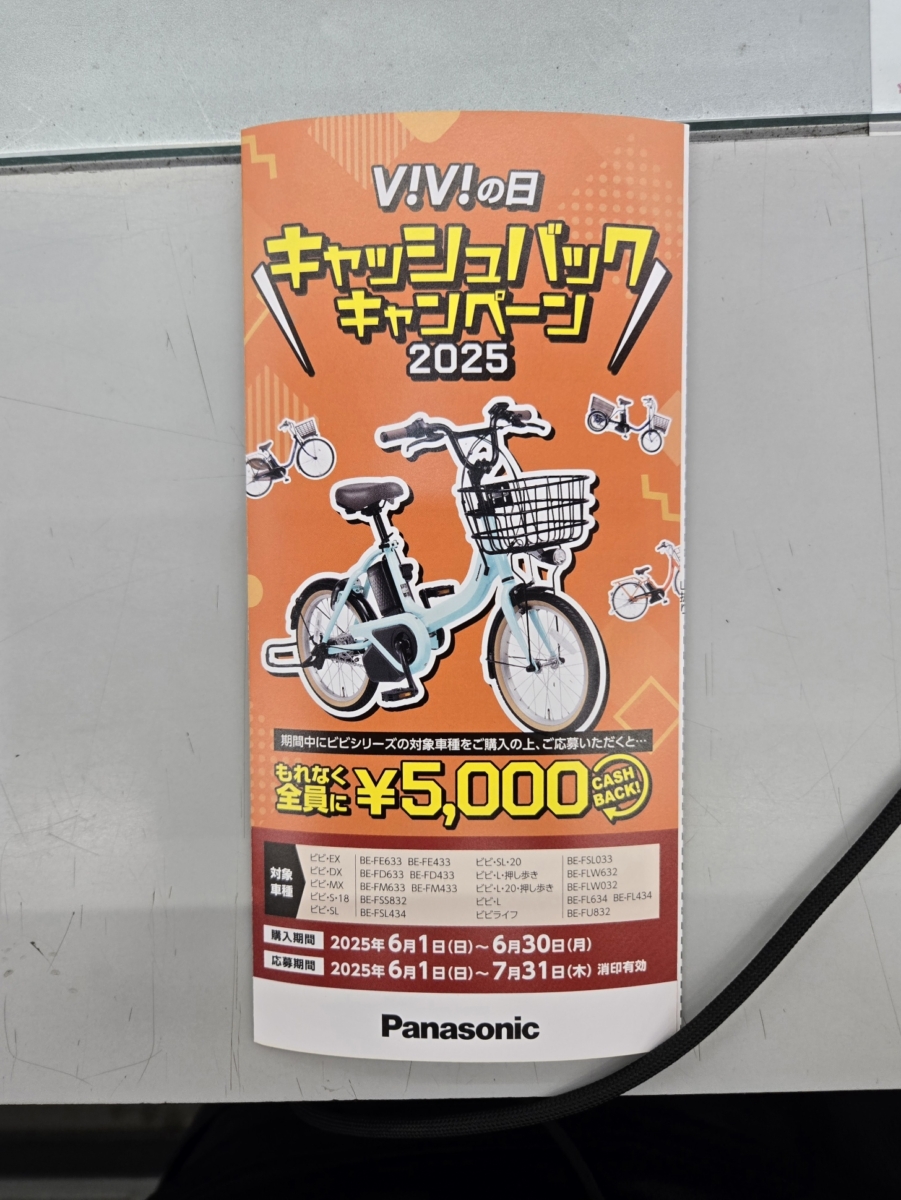 V!V!の日
キャッシュバック
キャンペーン
2025
期間中にビビシリーズの対象車種をご購入の上、ご応募いただくと…
もれなく
全員に
¥5,000
CASH
BACK!
対象
車種
ビビ・EX BE-FE633 BE-FE433
ビビ・DX BE-FD633 BE-FD433
ビビ・MX BE-FM633 BE-FM433
ビビ・S・18 BE-FSS832
ビビ・SL BE-FSL434
ビビ・SL・20 BE-FSL033
ビビ・L・押し歩き BE-FLW632
ビビ・L・20・押し歩き BE-FLW032
ビビ・L BE-FL634 BE-FL434
ビビライフ BE-FU832
購入期間 2025年6月1日(日)～6月30日(月)
応募期間 2025年6月1日(日)～7月31日(木) 消印有効
Panasonic